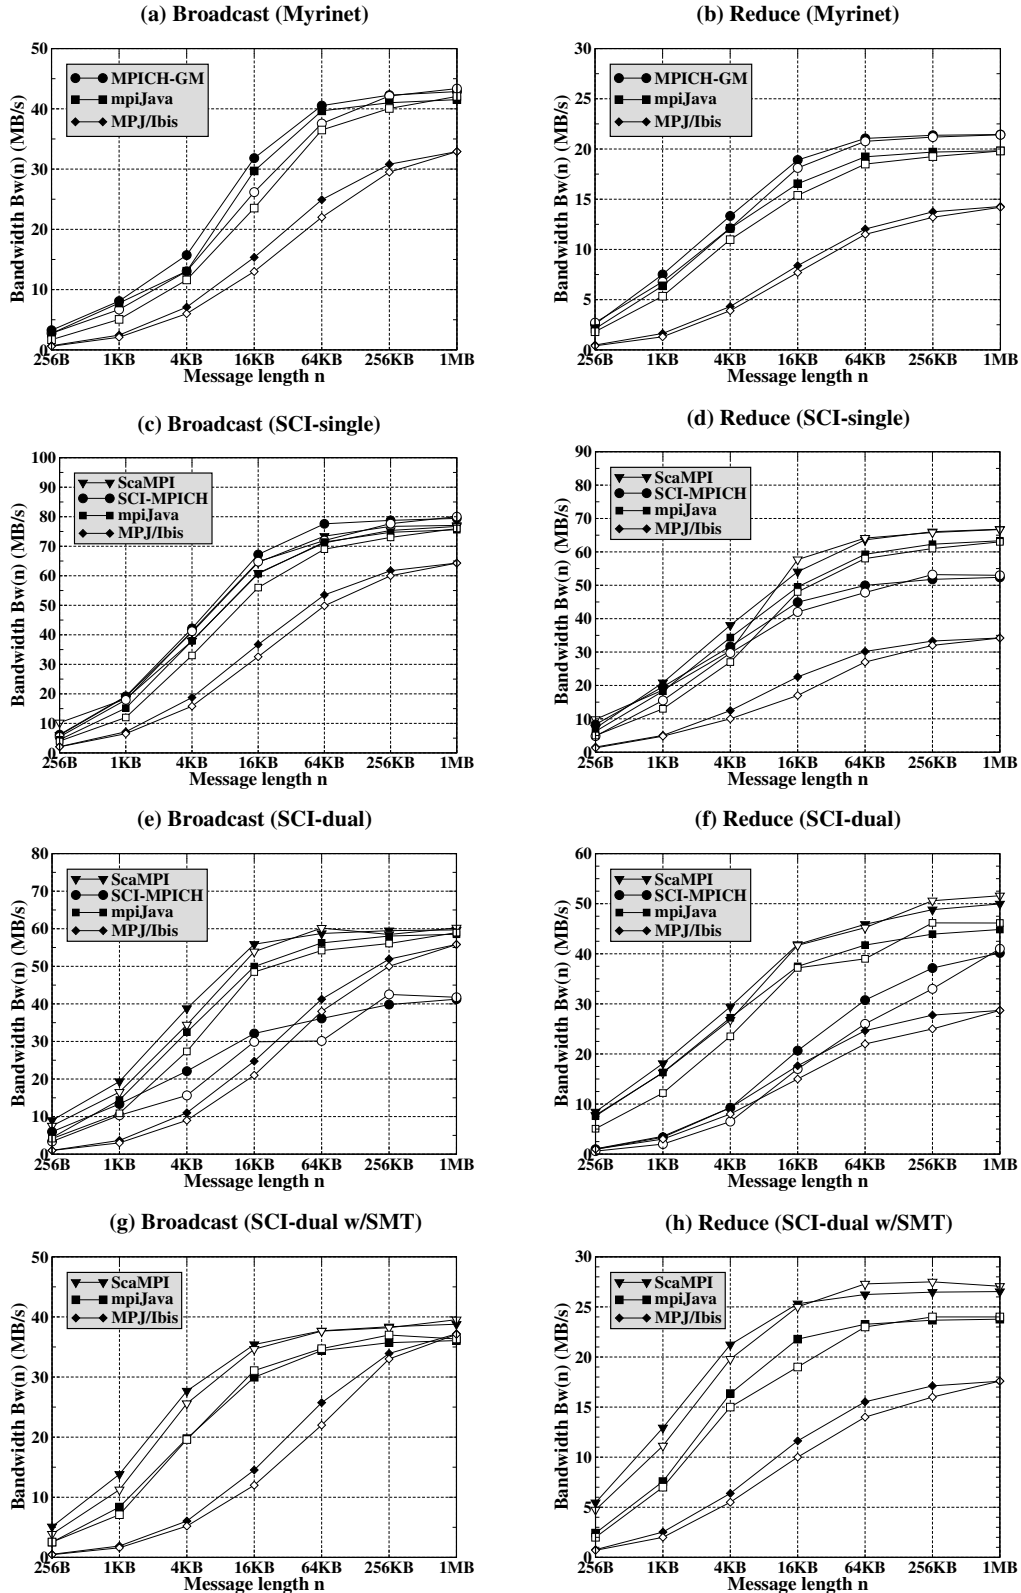 (a) Broadcast (Myrinet)
Bandwidth Bw(n) (MB/s)
50
40
30
20
10
0
MPICH-GM
mpiJava
MPJ/Ibis
256B 1KB 4KB 16KB 64KB 256KB 1MB
Message length n
(b) Reduce (Myrinet)
Bandwidth Bw(n) (MB/s)
30
25
20
15
10
5
0
MPICH-GM
mpiJava
MPJ/Ibis
256B 1KB 4KB 16KB 64KB 256KB 1MB
Message length n
(c) Broadcast (SCI-single)
Bandwidth Bw(n) (MB/s)
100
90
80
70
60
50
40
30
20
10
0
ScaMPI
SCI-MPICH
mpiJava
MPJ/Ibis
256B 1KB 4KB 16KB 64KB 256KB 1MB
Message length n
(d) Reduce (SCI-single)
Bandwidth Bw(n) (MB/s)
90
80
70
60
50
40
30
20
10
0
ScaMPI
SCI-MPICH
mpiJava
MPJ/Ibis
256B 1KB 4KB 16KB 64KB 256KB 1MB
Message length n
(e) Broadcast (SCI-dual)
Bandwidth Bw(n) (MB/s)
80
70
60
50
40
30
20
10
0
ScaMPI
SCI-MPICH
mpiJava
MPJ/Ibis
256B 1KB 4KB 16KB 64KB 256KB 1MB
Message length n
(f) Reduce (SCI-dual)
Bandwidth Bw(n) (MB/s)
60
50
40
30
20
10
0
ScaMPI
SCI-MPICH
mpiJava
MPJ/Ibis
256B 1KB 4KB 16KB 64KB 256KB 1MB
Message length n
(g) Broadcast (SCI-dual w/SMT)
Bandwidth Bw(n) (MB/s)
50
40
30
20
10
0
ScaMPI
mpiJava
MPJ/Ibis
256B 1KB 4KB 16KB 64KB 256KB 1MB
Message length n
(h) Reduce (SCI-dual w/SMT)
Bandwidth Bw(n) (MB/s)
30
25
20
15
10
5
0
ScaMPI
mpiJava
MPJ/Ibis
256B 1KB 4KB 16KB 64KB 256KB 1MB
Message length n